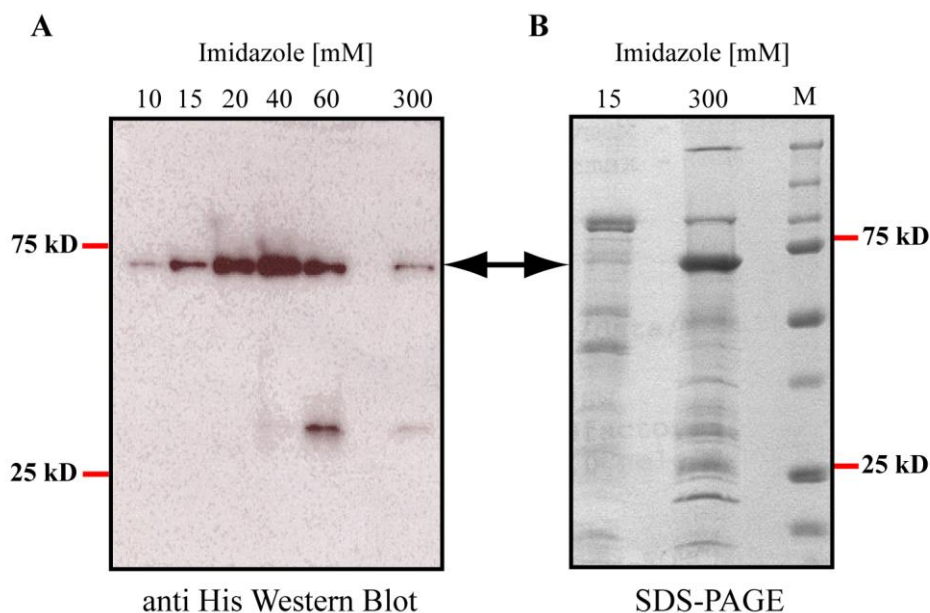 A
Imidazole [mM]
10 15 20 40 60 300
75 kD
25 kD
anti His Western Blot
B
Imidazole [mM]
15 300 M
75 kD
25 kD
SDS-PAGE